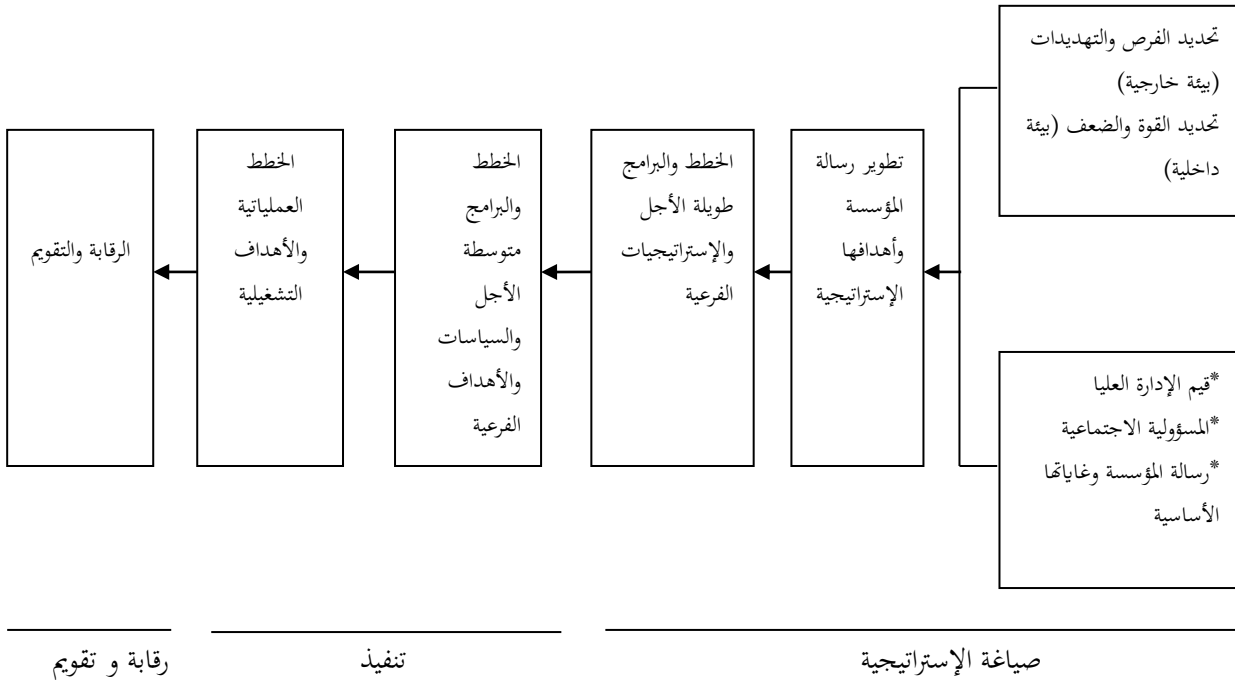 تحديد الفرص والتهديدات
(بيئة خارجية)
تحديد القوة والضعف (بيئة
داخلية)
*قيم الإدارة العليا
*المسؤولية الاجتماعية
*رسالة المؤسسة وغاياتها
الأساسية
تطوير رسالة
المؤسسة
وأهدافها
الإستراتيجية
الخطط والبرامج
طويلة الأجل
والإستراتيجيات
الفرعية
الخطط
والبرامج
متوسطة
الأجل
والسياسات
والأهداف
الفرعية
الخطط
العملياتية
والأهداف
التشغيلية
الرقابة والتقويم
صياغة الإستراتيجية
تنفيذ
رقابة و تقويم